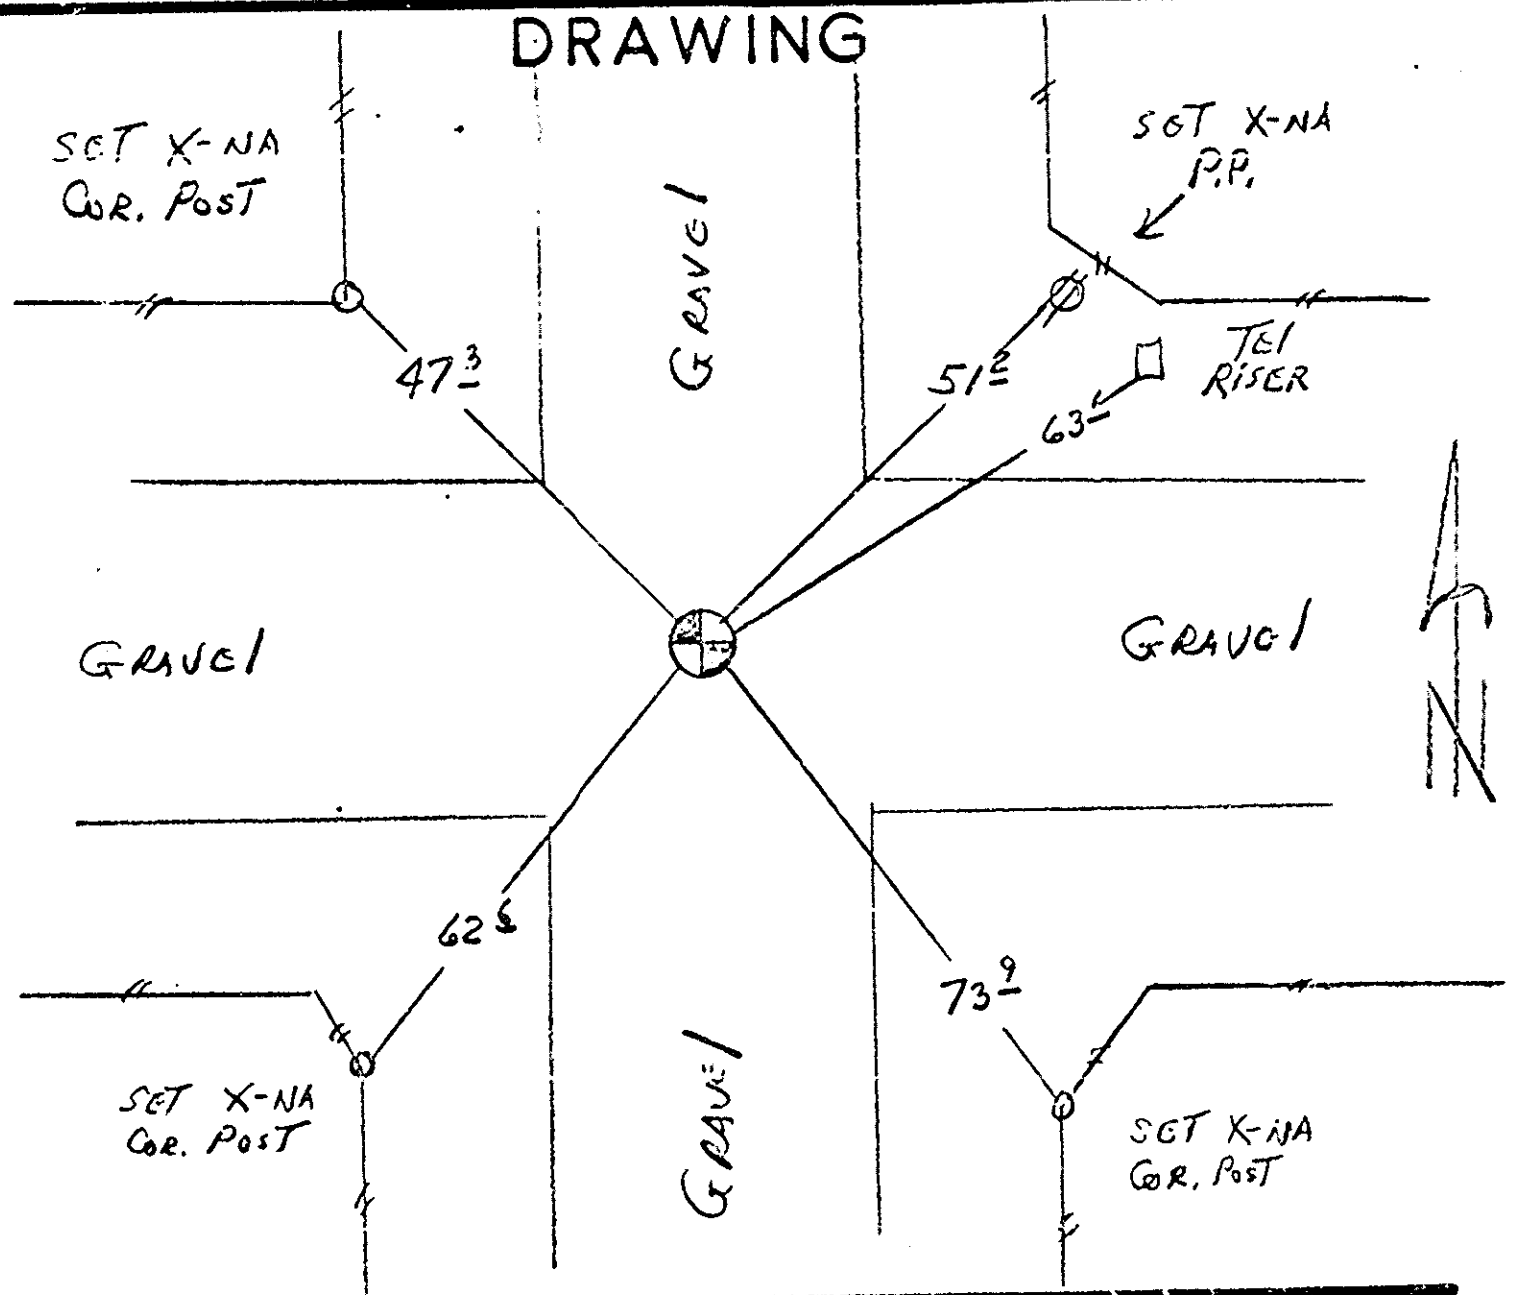 DRAWING
SET X-NA
COR. POST
SET X-NA
P.P.
GRAVEl
47 3
51 2
63
TEl
RiSER
GRAVEl
GRAVEl
N
62 6
73 9
SET X-NA
COR. POST
GRAVEl
SET X-NA
COR. POST